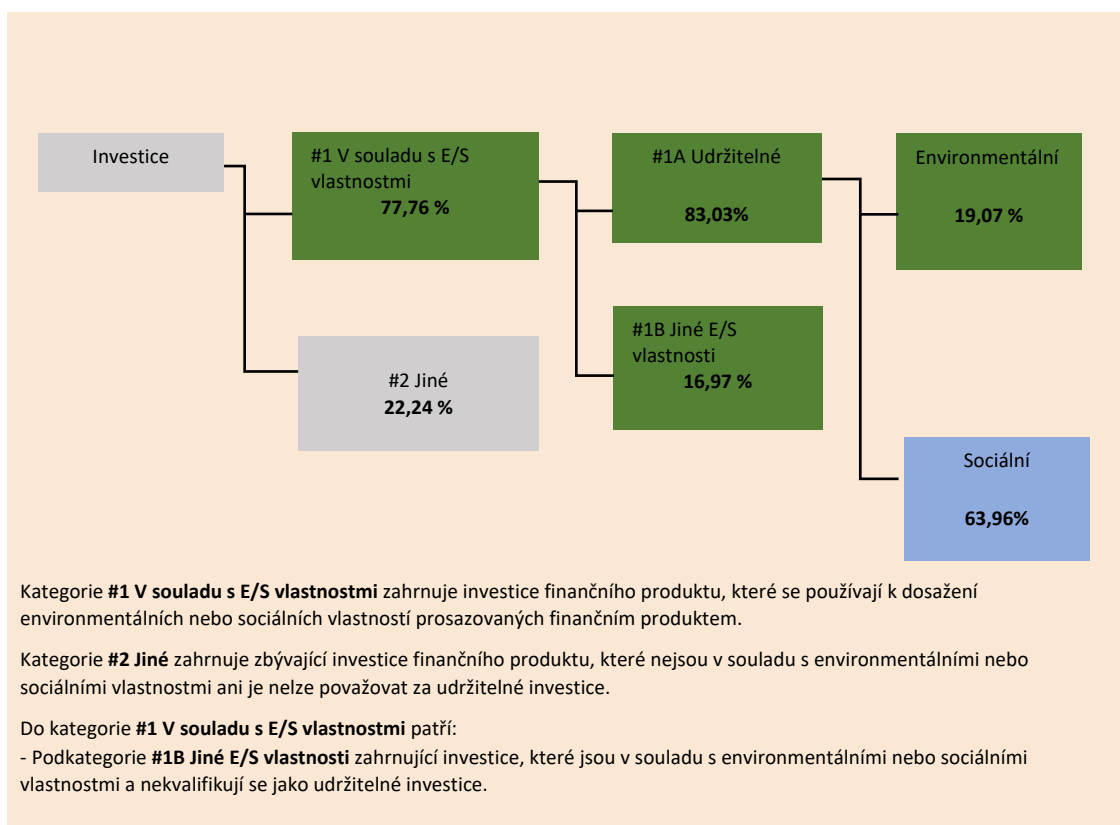 Investice
#1 V souladu s E/S
vlastnostmi
77,76 %
#1A Udržitelné
83,03%
Environmentální
19,07 %
#2 Jiné
22,24 %
#1B Jiné E/S
vlastnosti
16,97 %
Sociální
63,96%
Kategorie #1 V souladu s E/S vlastnostmi zahrnuje investice finančního produktu, které se používají k dosažení
environmentálních nebo sociálních vlastností prosazovaných finančním produktem.
Kategorie #2 Jiné zahrnuje zbývající investice finančního produktu, které nejsou v souladu s environmentálními nebo
sociálními vlastnostmi ani je nelze považovat za udržitelné investice.
Do kategorie #1 V souladu s E/S vlastnostmi patří:
- Podkategorie #1B Jiné E/S vlastnosti zahrnující investice, které jsou v souladu s environmentálními nebo sociálními
vlastnostmi a nekvalifikují se jako udržitelné investice.